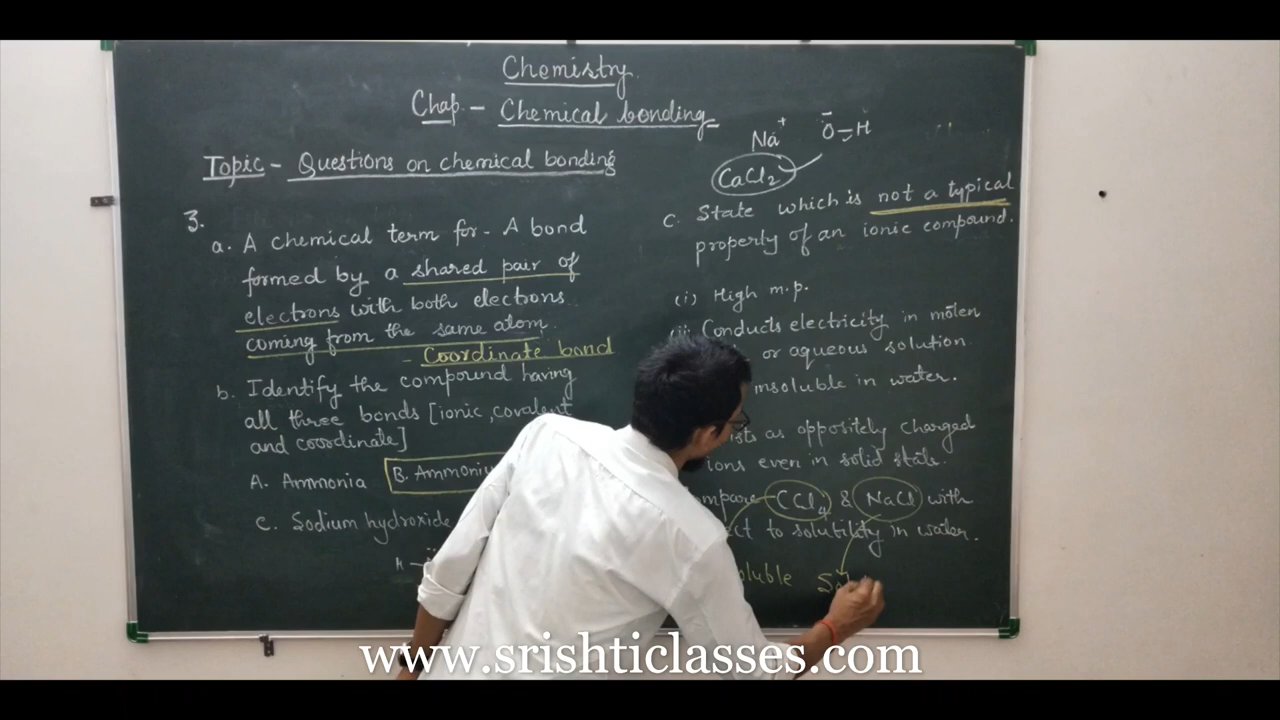 Chemistry
Chap - Chemical bonding
Topic - Questions on chemical bonding
3.
a. A chemical term for - A bond
formed by a shared pair of
electrons with both electrons
coming from the same atom.
- Coordinate bond
b. Identify the compound having
all three bonds [ionic, covalent
and coordinate]
A. Ammonia B.
C. Sodium hydroxide
H -
Na+ O - H
CaCl2
c. State which is not a typical
property of an ionic compound.
(i) High m.p.
(ii) Conducts electricity in molten
or aqueous solution
insoluble in water.
as oppositely charged
ions even in solid state.
CCl4 & NaCl with
to solubility in water.
www.srishticlasses.com